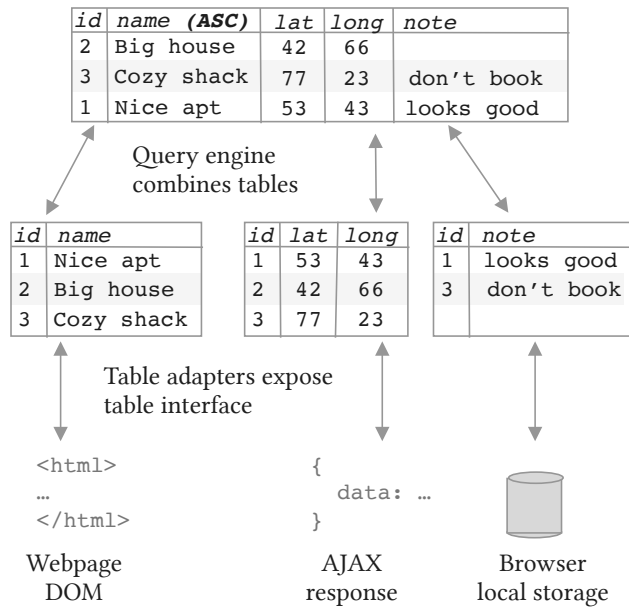 id name (ASC) lat long note
2 Big house 42 66
3 Cozy shack 77 23 don't book
1 Nice apt 53 43 looks good
Query engine
combines tables
id name
1 Nice apt
2 Big house
3 Cozy shack
id lat long
1 53 43
2 42 66
3 77 23
id note
1 looks good
3 don't book
Table adapters expose
table interface
<html>
…
</html>
{
data: …
}
Webpage
DOM
AJAX
response
Browser
local storage